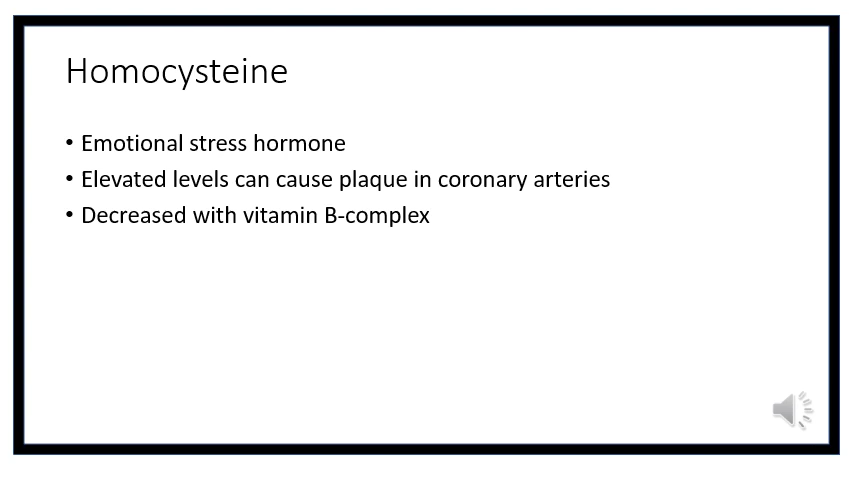 Homocysteine
• Emotional stress hormone
• Elevated levels can cause plaque in coronary arteries
• Decreased with vitamin B-complex